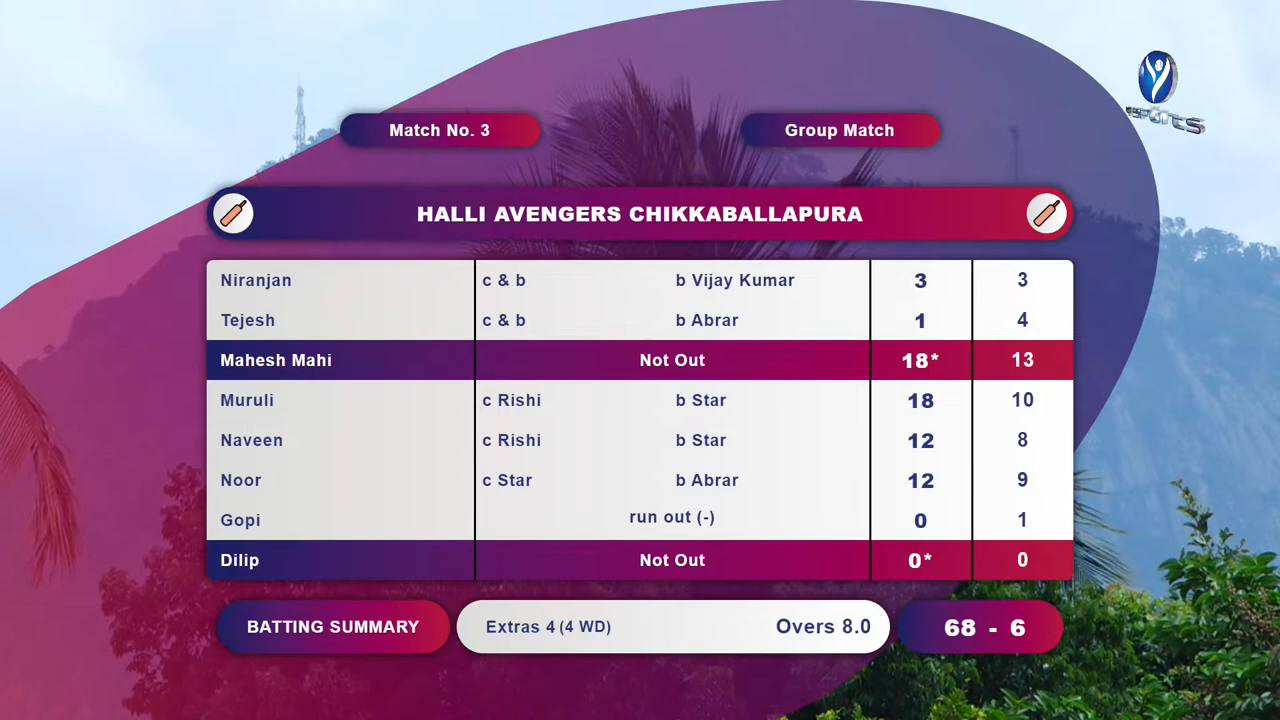 Match No. 3 Group Match
SPORTS
HALLI AVENGERS CHIKKABALLAPURA
Niranjan c & b b Vijay Kumar 3 3
Tejesh c & b b Abrar 1 4
Mahesh Mahi Not Out 18* 13
Muruli c Rishi b Star 18 10
Naveen c Rishi b Star 12 8
Noor c Star b Abrar 12 9
Gopi run out (-) 0 1
Dilip Not Out 0* 0
BATTING SUMMARY Extras 4 (4 WD) Overs 8.0 68 - 6